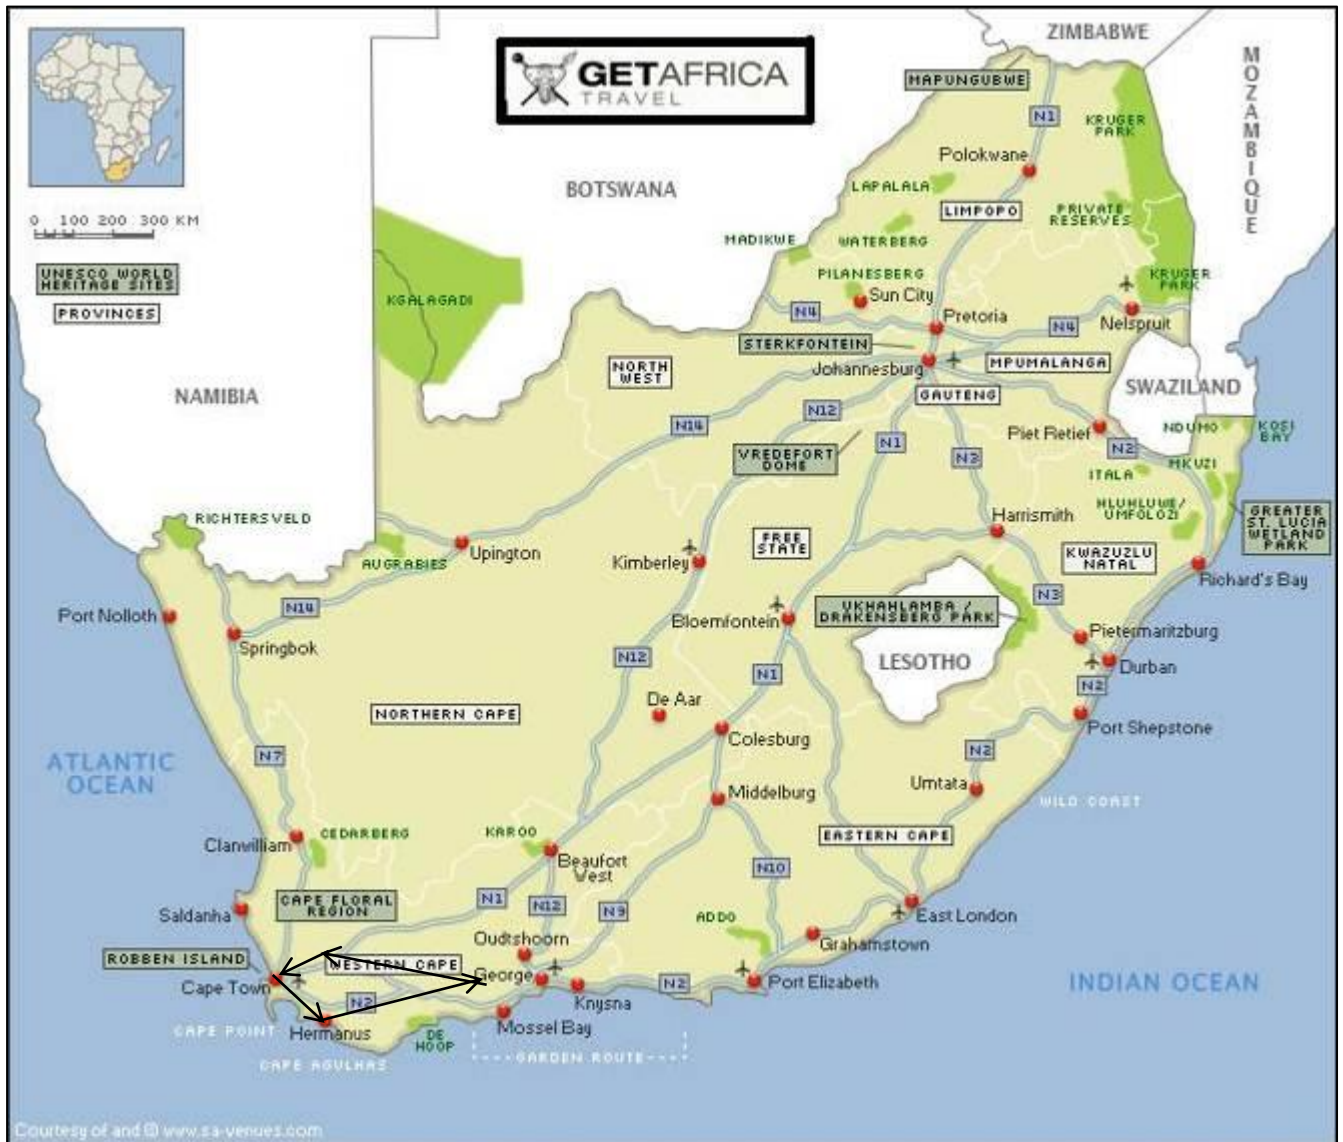 ZIMBABWE
GETAFRICA
TRAVEL
MAPUNGUBWE
MOZAMBIQUE
N1
KRUGER
PARK
Polokwane
BOTSWANA
LAPALALA
LIMPOPO
PRIVATE
RESERVES
0 100 200 300 KM
MADIKWE
WATERBERG
UNESCO WORLD
HERITAGE SITES
PROVINCES
KGALAGADI
PILANESBERG
Sun City
KRUGER
PARK
N4
Pretoria
N4
Nelspruit
STERKFONTEIN
Johannesburg
MPUMALANGA
NORTH
WEST
GAUTENG
SWAZILAND
NAMIBIA
N14
N12
N1
N3
Piet Retief
N2
NDUMO
KOSI
BAY
VREDEFORT
DOME
ITALA
MKUZI
HLUHLUWE/
UMFOLOZI
GREATER
ST. LUCIA
WETLAND
PARK
RICHTERSVELD
Harrismith
FREE
STATE
KWAZUZLU
NATAL
Upington
AUGRABIES
Kimberley
Richard's Bay
N14
Port Nolloth
Springbok
Bloemfontein
UKHAHLAMBA /
DRAKENSBERG PARK
N3
Pietermaritzburg
Durban
LESOTHO
N12
N1
N2
De Aar
NORTHERN CAPE
Colesburg
Port Shepstone
N7
N2
ATLANTIC
OCEAN
Umtata
Middelburg
WILD COAST
Clanwilliam
CEDARBERG
KAROO
EASTERN CAPE
Beaufort
West
N10
N1
N12
N9
CAPE FLORAL
REGION
Saldanha
ADDO
East London
Grahamstown
Oudtshoorn
ROBBEN ISLAND
WESTERN CAPE
George
Cape Town
N2
Knysna
N2
Port Elizabeth
INDIAN OCEAN
CAPE POINT
Hermanus
DE
HOOP
Mossel Bay
GARDEN ROUTE
CAPE AGULHAS
Courtesy of and © www.sa-venues.com